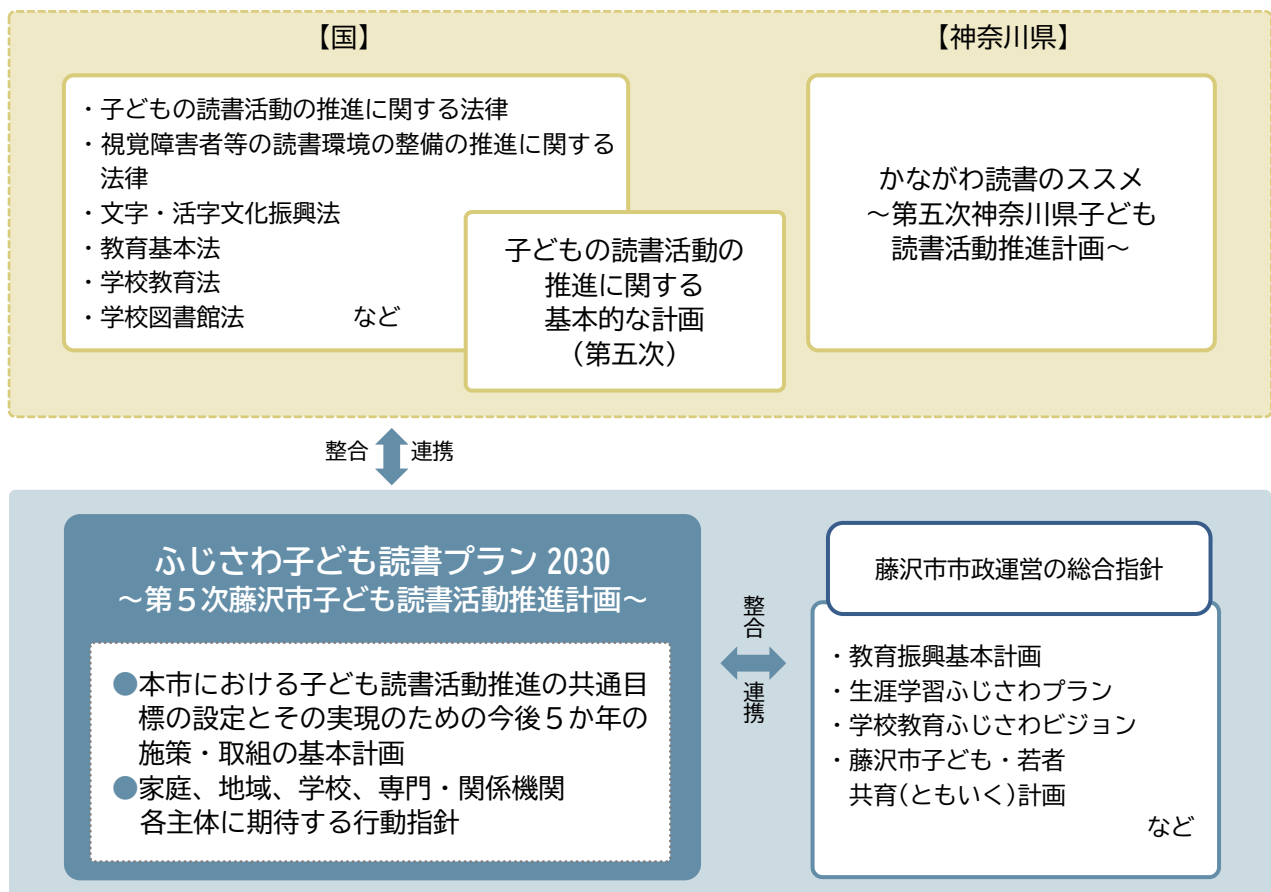 【国】
・子どもの読書活動の推進に関する法律
・視覚障害者等の読書環境の整備の推進に関する
法律
・文字・活字文化振興法
・教育基本法
・学校教育法
・学校図書館法 など
子どもの読書活動の
推進に関する
基本的な計画
（第五次）
【神奈川県】
かながわ読書のススメ
～第五次神奈川県子ども
読書活動推進計画～
整合 連携
ふじさわ子ども読書プラン 2030
～第５次藤沢市子ども読書活動推進計画～
●本市における子ども読書活動推進の共通目
標の設定とその実現のための今後５か年の
施策・取組の基本計画
●家庭、地域、学校、専門・関係機関
各主体に期待する行動指針
整合
連携
藤沢市市政運営の総合指針
・教育振興基本計画
・生涯学習ふじさわプラン
・学校教育ふじさわビジョン
・藤沢市子ども・若者
共育(ともいく)計画
など